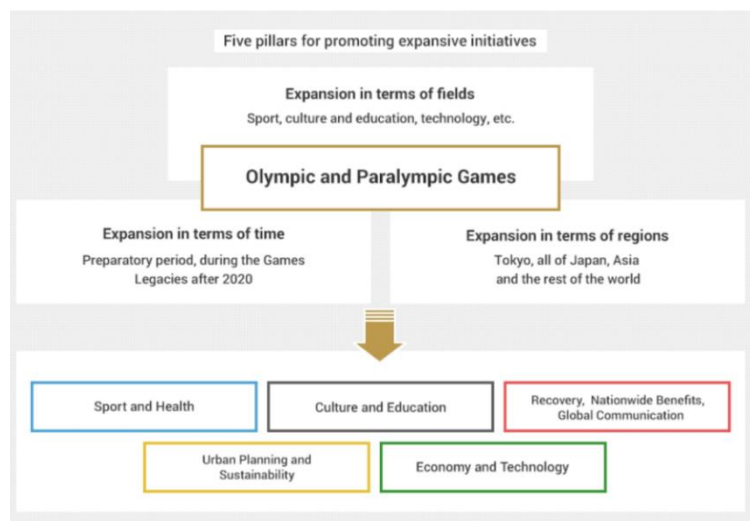 Five pillars for promoting expansive initiatives
Expansion in terms of fields
Sport, culture and education, technology, etc.
Olympic and Paralympic Games
Expansion in terms of time
Preparatory period, during the Games
Legacies after 2020
Expansion in terms of regions
Tokyo, all of Japan, Asia
and the rest of the world
Sport and Health
Culture and Education
Recovery, Nationwide Benefits,
Global Communication
Urban Planning and
Sustainability
Economy and Technology